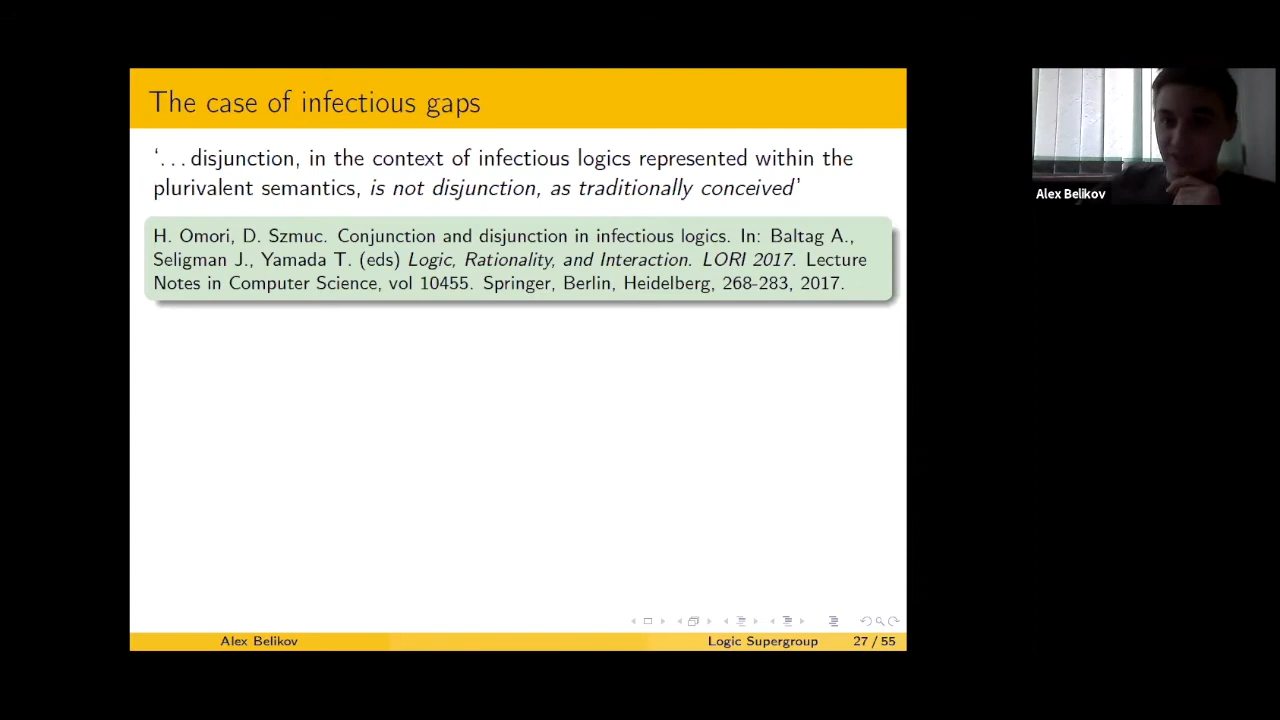 The case of infectious gaps
‘. . . disjunction, in the context of infectious logics represented within the
plurivalent semantics, is not disjunction, as traditionally conceived’
H. Omori, D. Szmuc. Conjunction and disjunction in infectious logics. In: Baltag A.,
Seligman J., Yamada T. (eds) Logic, Rationality, and Interaction. LORI 2017. Lecture
Notes in Computer Science, vol 10455. Springer, Berlin, Heidelberg, 268-283, 2017.
Alex Belikov
Alex Belikov
Logic Supergroup
27 / 55